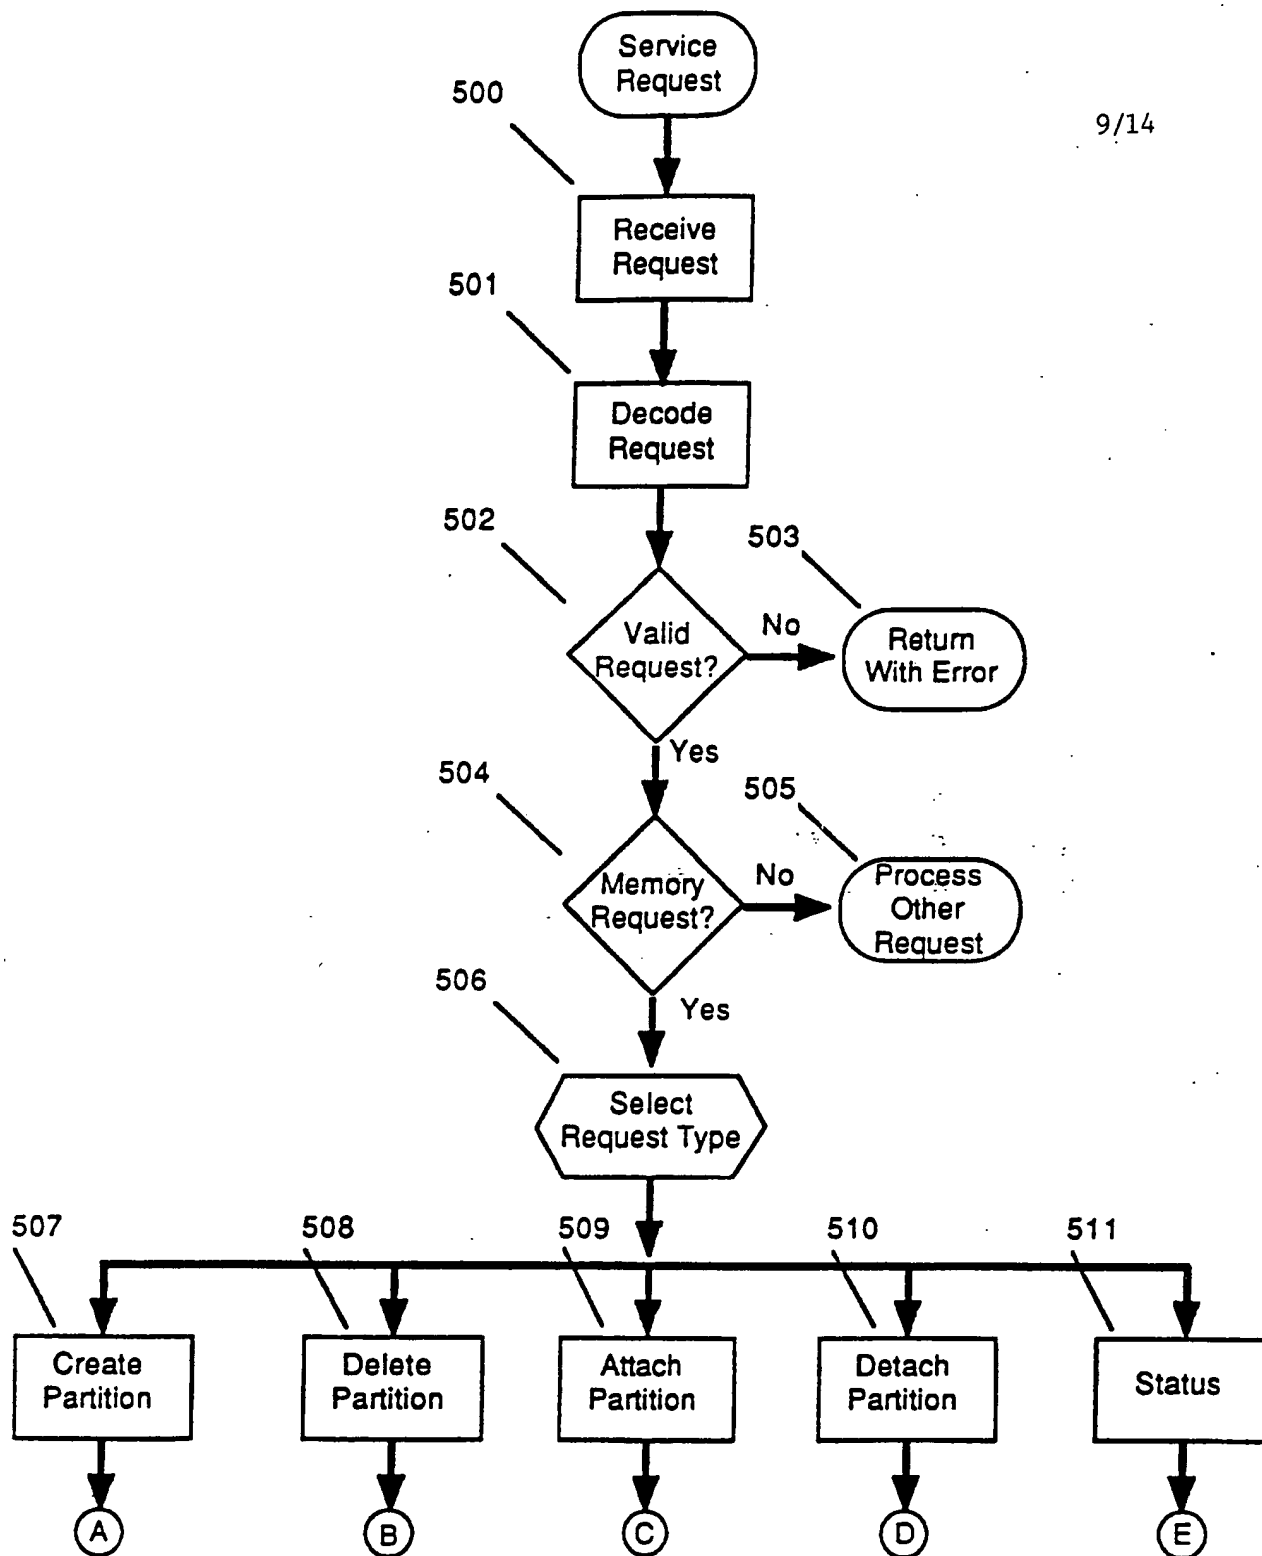 Service
Request
500
9/14
Receive
Request
501
Decode
Request
502
503
Valid
Request?
No
Return
With Error
Yes
504
505
Memory
Request?
No
Process
Other
Request
506
Yes
Select
Request Type
507
508
509
510
511
Create
Partition
Delete
Partition
Attach
Partition
Detach
Partition
Status
A
B
C
D
E